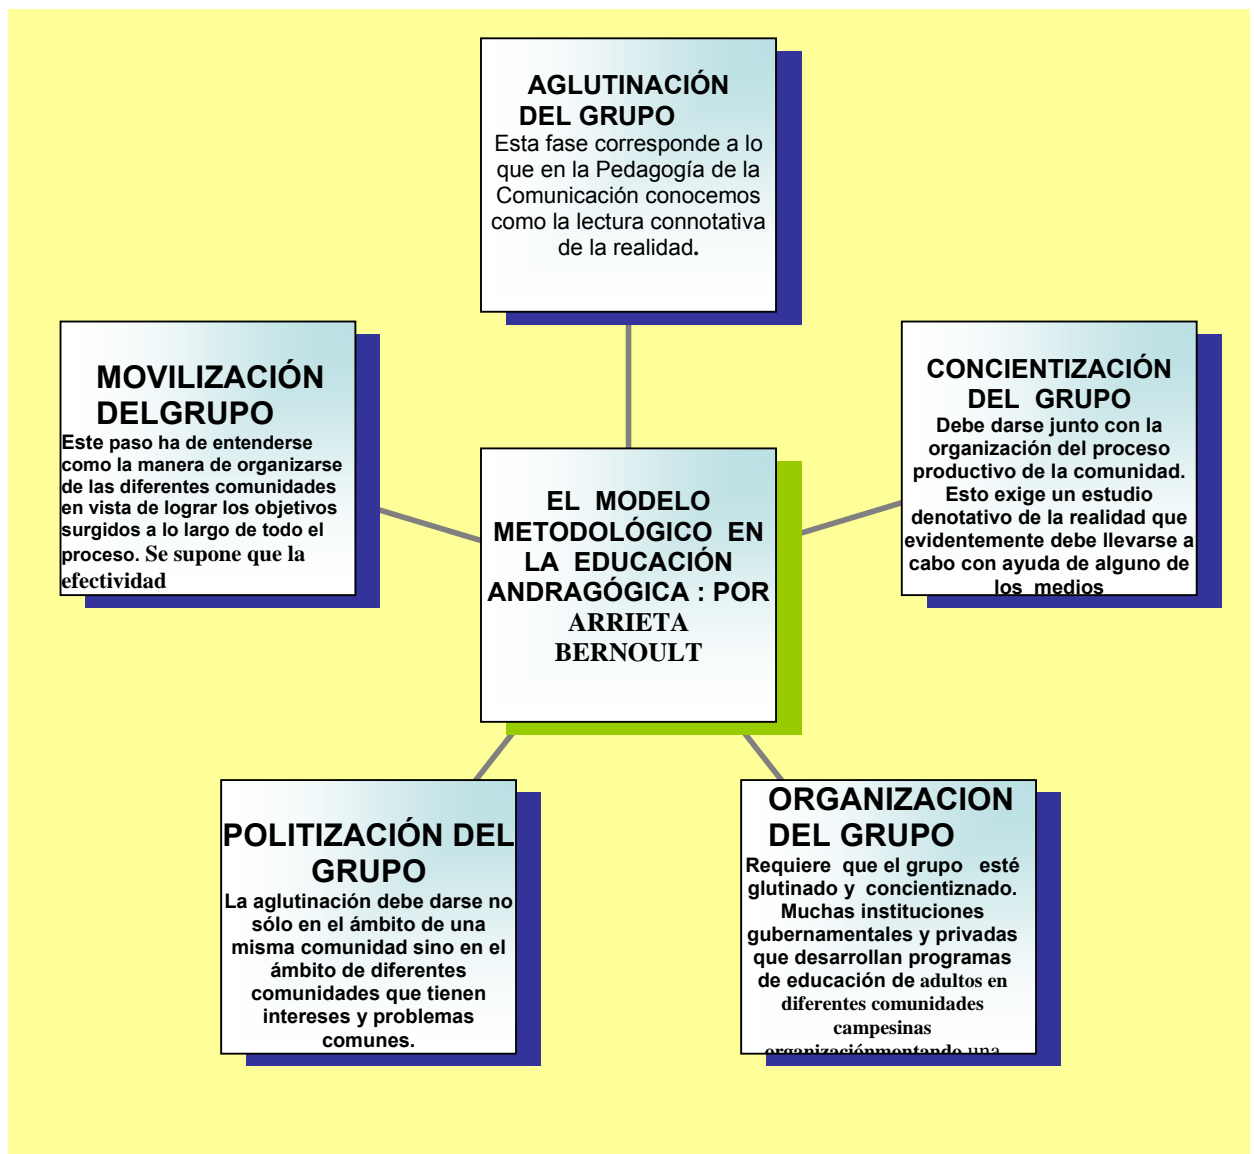 AGLUTINACIÓN
DEL GRUPO
Esta fase corresponde a lo
que en la Pedagogía de la
Comunicación conocemos
como la lectura connotativa
de la realidad.
MOVILIZACIÓN
DELGRUPO
Este paso ha de entenderse
como la manera de organizarse
de las diferentes comunidades
en vista de lograr los objetivos
surgidos a lo largo de todo el
proceso. Se supone que la
efectividad
CONCIENTIZACIÓN
DEL GRUPO
Debe darse junto con la
organización del proceso
productivo de la comunidad.
Esto exige un estudio
denotativo de la realidad que
evidentemente debe llevarse a
cabo con ayuda de alguno de
los medios
EL MODELO
METODOLÓGICO EN
LA EDUCACIÓN
ANDRAGÓGICA : POR
ARRIETA
BERNOULT
POLITIZACIÓN DEL
GRUPO
La aglutinación debe darse no
sólo en el ámbito de una
misma comunidad sino en el
ámbito de diferentes
comunidades que tienen
intereses y problemas
comunes.
ORGANIZACION
DEL GRUPO
Requiere que el grupo esté
glutinado y concientiznado.
Muchas instituciones
gubernamentales y privadas
que desarrollan programas
de educación de adultos en
diferentes comunidades
campesinas
organizaciónmontando una